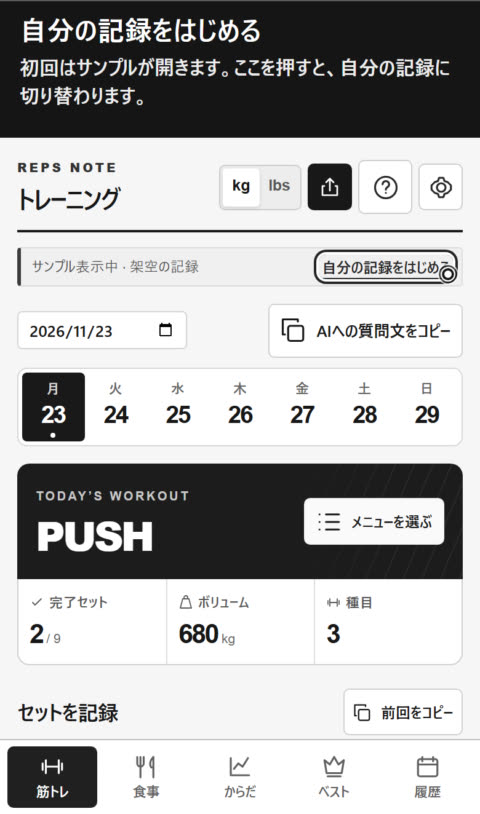 自分の記録をはじめる
初回はサンプルが開きます。ここを押すと、自分の記録に
切り替わります。
REPS NOTE
トレーニング
kg lbs
サンプル表示中・架空の記録
自分の記録をはじめる
2026/11/23
AIへの質問文をコピー
月 火 水 木 金 土 日
23 24 25 26 27 28 29
TODAY'S WORKOUT
PUSH
メニューを選ぶ
完了セット ボリューム 種目
2 / 9 680 kg 3
セットを記録
前回をコピー
筋トレ 食事 からだ ベスト 履歴